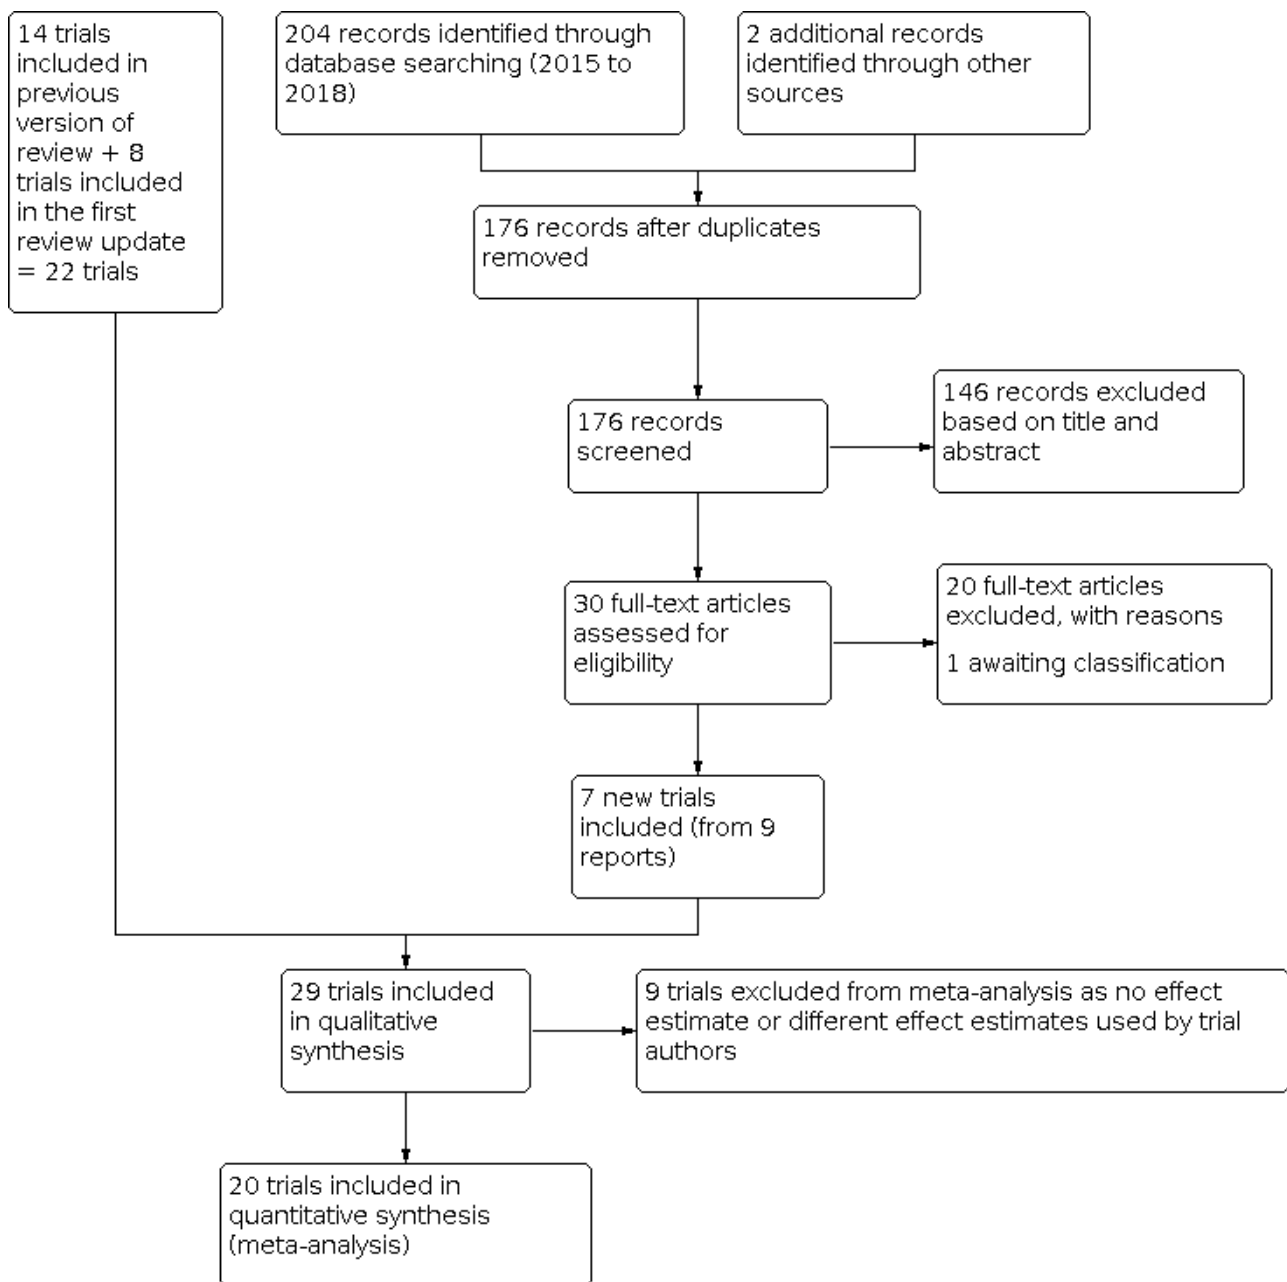 14 trials
included in
previous
version of
review + 8
trials included
in the first
review update
= 22 trials
204 records identified through
database searching (2015 to
2018)
2 additional records
identified through other
sources
176 records after duplicates
removed
176 records
screened
146 records excluded
based on title and
abstract
30 full-text articles
assessed for
eligibility
20 full-text articles
excluded, with reasons
1 awaiting classification
7 new trials
included (from 9
reports)
29 trials included
in qualitative
synthesis
9 trials excluded from meta-analysis as no effect
estimate or different effect estimates used by trial
authors
20 trials included in
quantitative synthesis
(meta-analysis)